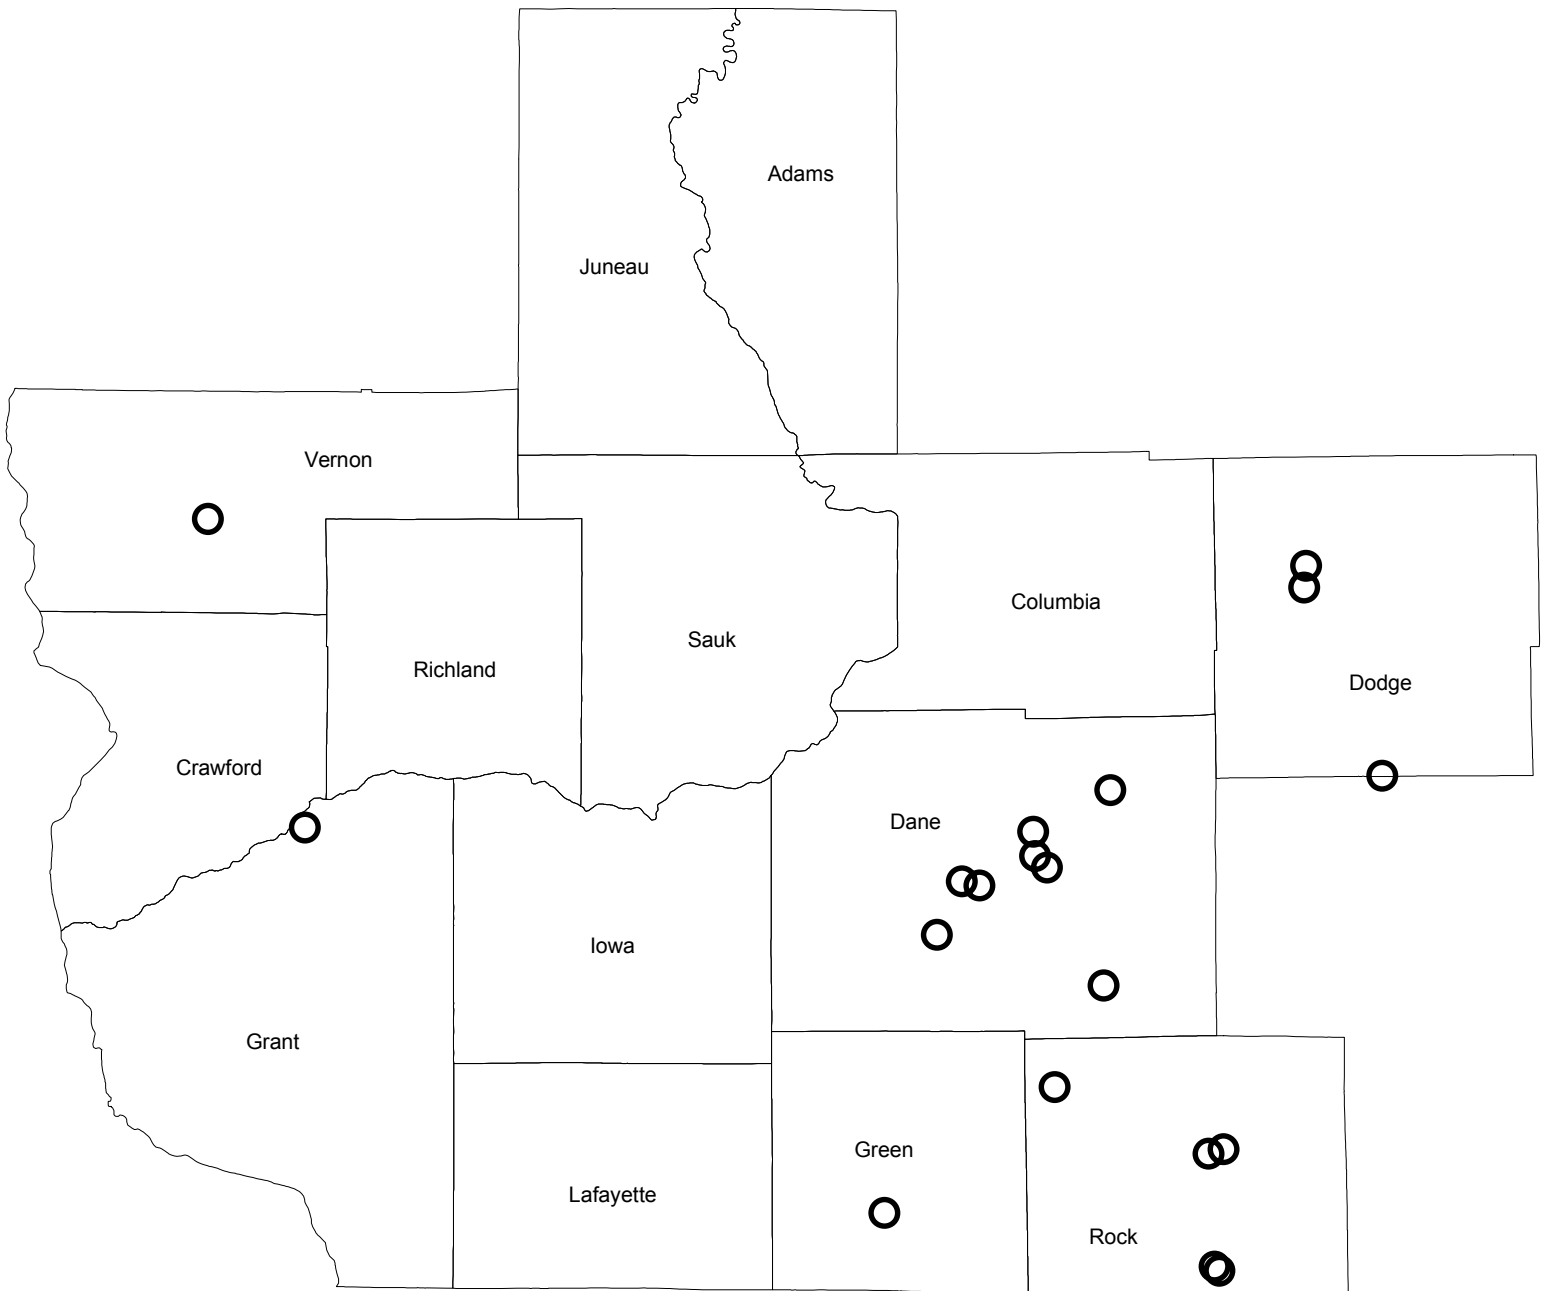 Adams
Juneau
Vernon
Columbia
Sauk
Richland
Dodge
Crawford
Dane
Iowa
Grant
Green
Lafayette
Rock